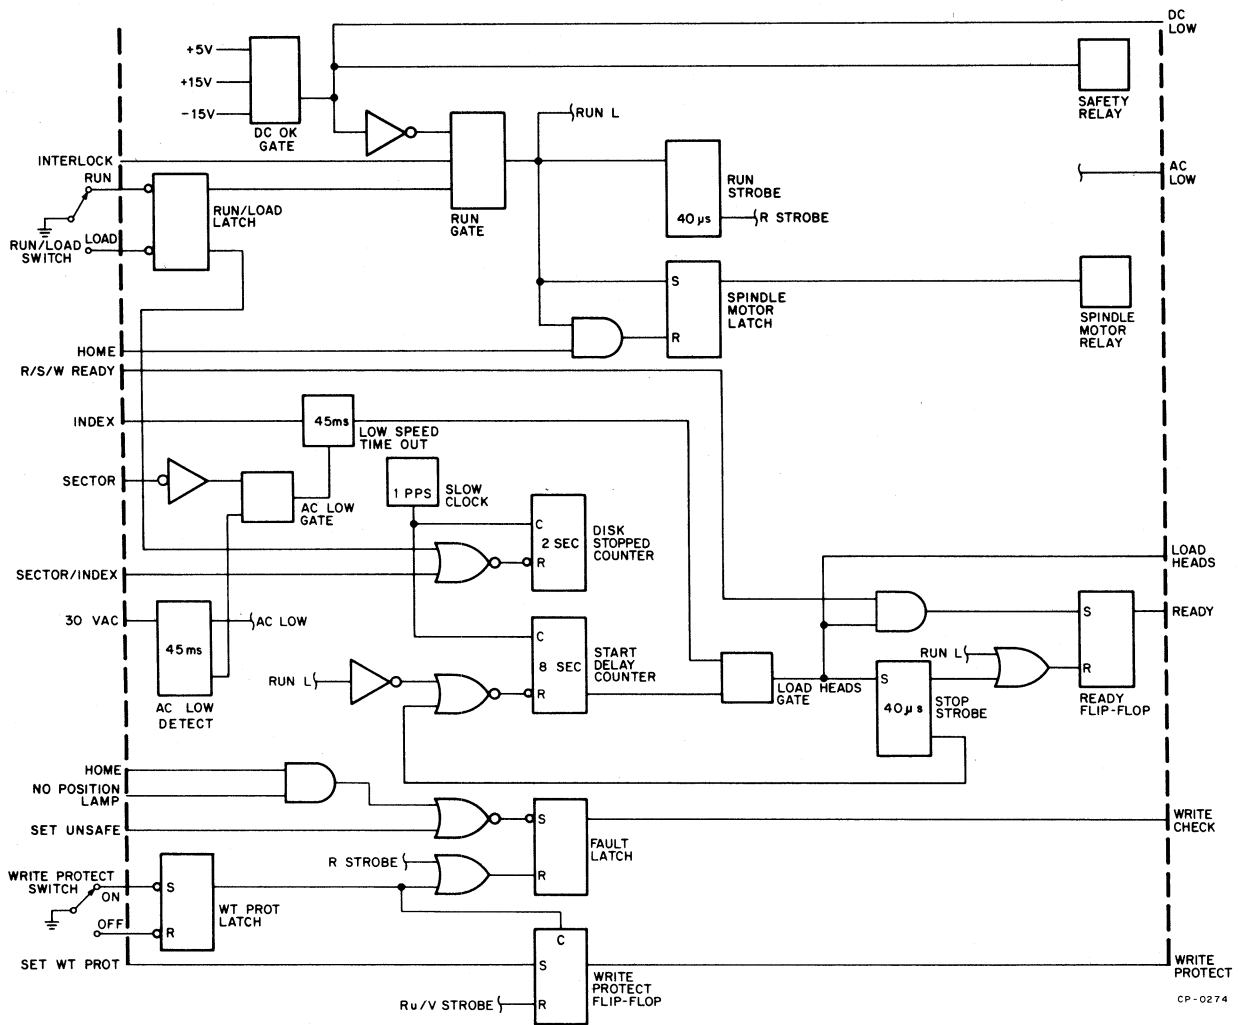 DC
LOW
+5V
+15V
-15V
DC OK
GATE
SAFETY
RELAY
RUN L
INTERLOCK
RUN
RUN/LOAD
LATCH
RUN
GATE
RUN
STROBE
40 µs
R STROBE
AC
LOW
RUN/LOAD
SWITCH
LOAD
S
R
SPINDLE
MOTOR
LATCH
SPINDLE
MOTOR
RELAY
HOME
R/S/W READY
INDEX
45ms
LOW SPEED
TIME OUT
SECTOR
AC LOW
GATE
1 PPS
SLOW
CLOCK
C
2 SEC
R
DISK
STOPPED
COUNTER
SECTOR/INDEX
LOAD
HEADS
30 VAC
45ms
AC LOW
AC LOW
DETECT
C
8 SEC
R
START
DELAY
COUNTER
RUN L
LOAD
GATE
HEADS
S
40µs
STOP
STROBE
RUN L
S
R
READY
FLIP-FLOP
READY
HOME
NO POSITION
LAMP
SET UNSAFE
S
R
FAULT
LATCH
WRITE
CHECK
R STROBE
WRITE PROTECT
SWITCH
ON
OFF
S
R
WT PROT
LATCH
SET WT PROT
C
S
R
WRITE
PROTECT
FLIP-FLOP
Ru/V STROBE
WRITE
PROTECT
CP-0274